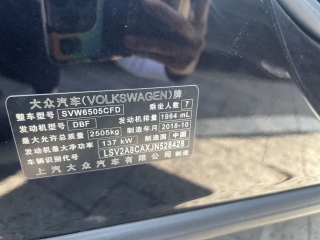 大众汽车(VOLKSWAGEN)牌
整车型号 SVW6505CFD 乘坐人数 7
发动机型号 DBF 发动机排量 1984 mL
最大允许总质量 2505kg 制造年月 2018-10
发动机最大净功率 137 kW 制造国 中国
车辆识别代号 LSV2A8CAXJN528428
上汽大众汽车有限公司制造